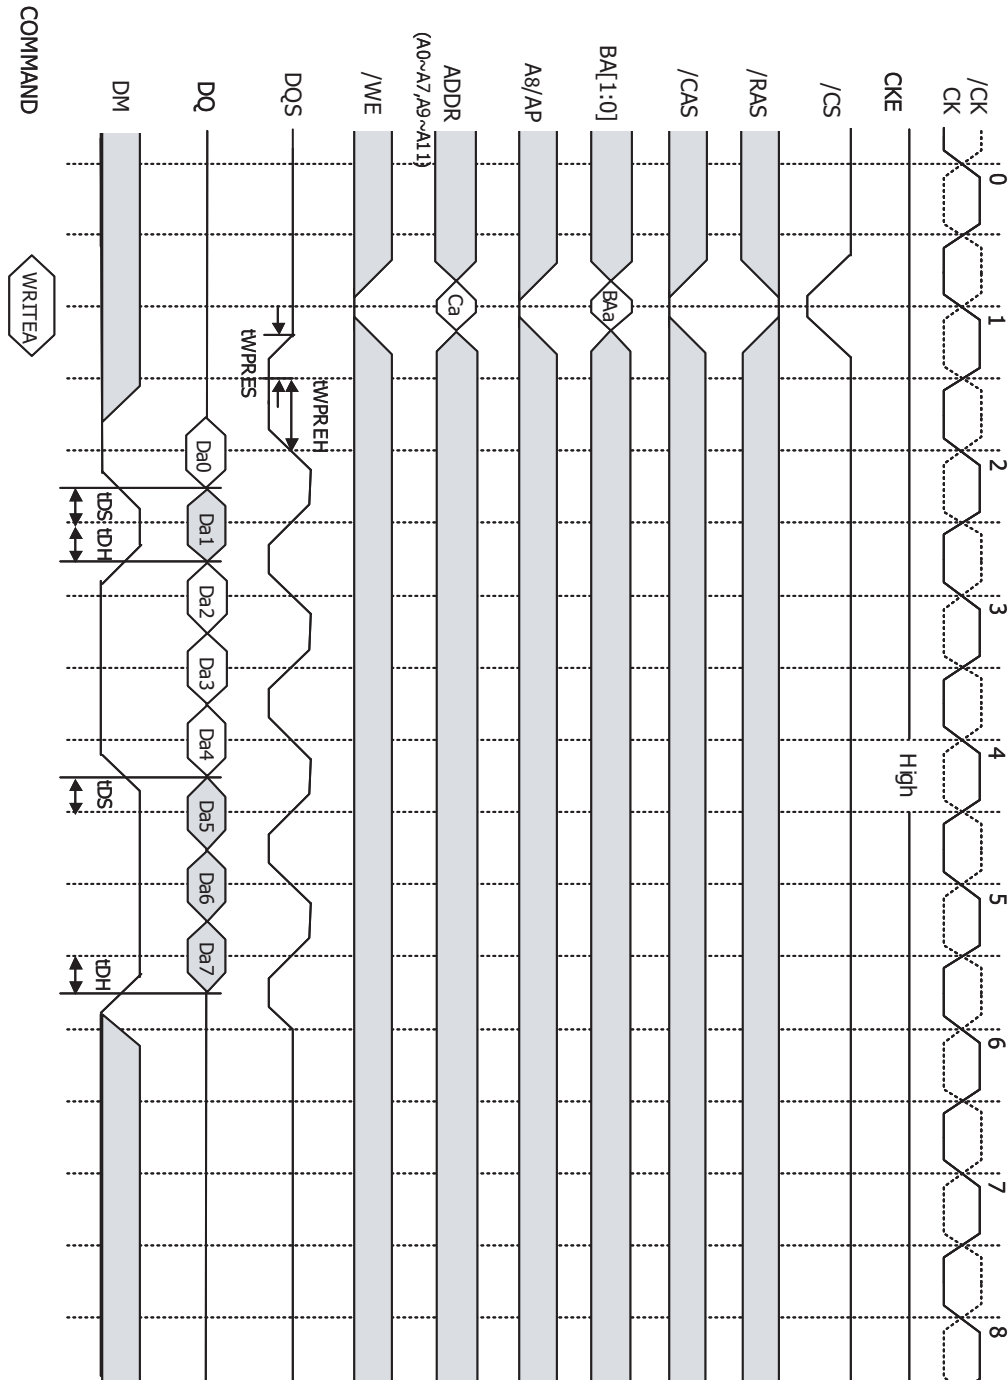 0 1 2 3 4 5 6 7 8
/CK
CK
CKE High
/CS
/RAS
/CAS
BA[1:0] BAa
A8/AP
ADDR Ca
(A0~A7,A9~A11)
/WE
DQS tWPREH
tWPRES
DQ Da0 Da1 Da2 Da3 Da4 Da5 Da6 Da7
DM tDS tDH tDS tDH
COMMAND WRITEA